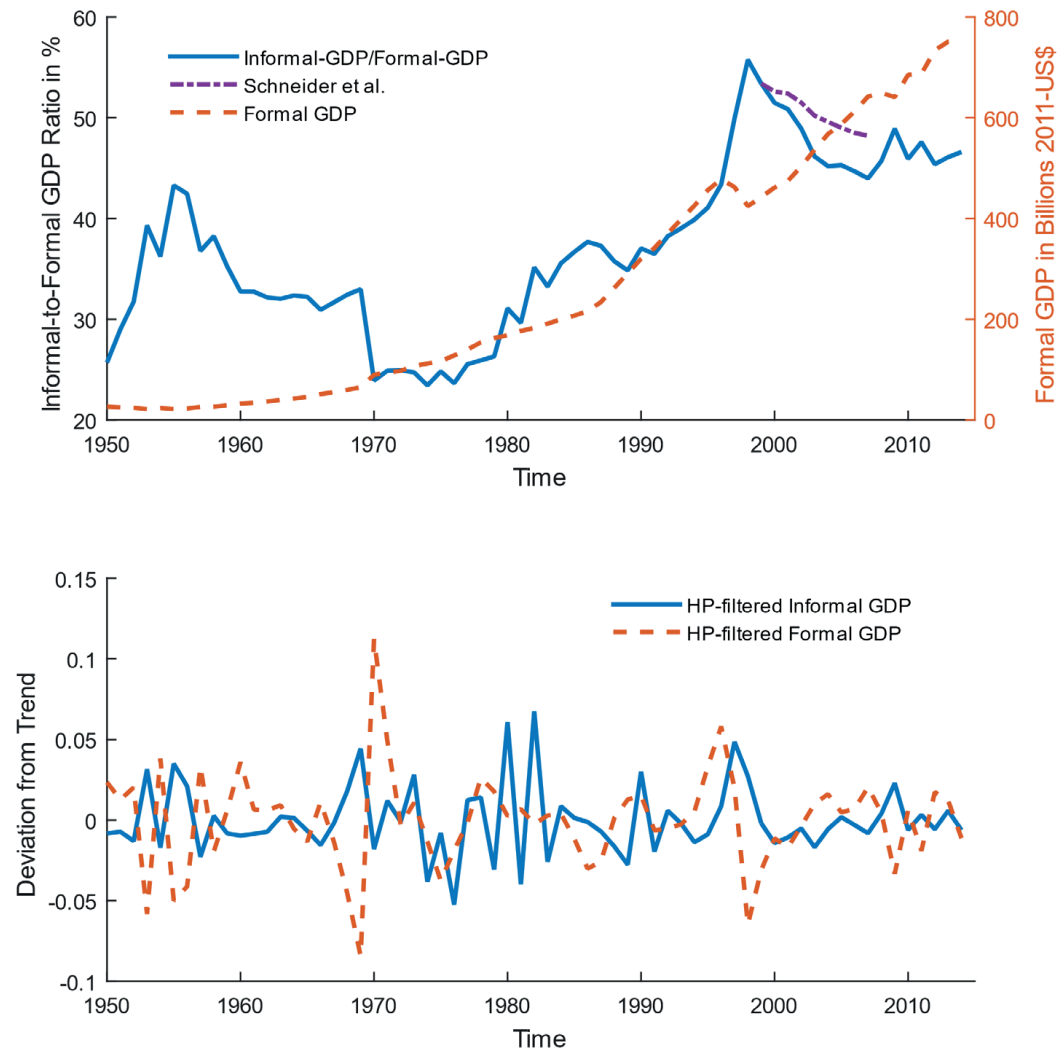 Informal-to-Formal GDP Ratio in %
60
50
40
30
20
Informal-GDP/Formal-GDP
Schneider et al.
Formal GDP
800
600
400
200
0
Formal GDP in Billions 2011-US$
1950 1960 1970 1980 1990 2000 2010
Time
Deviation from Trend
0.15
0.1
0.05
0
-0.05
-0.1
HP-filtered Informal GDP
HP-filtered Formal GDP
1950 1960 1970 1980 1990 2000 2010
Time